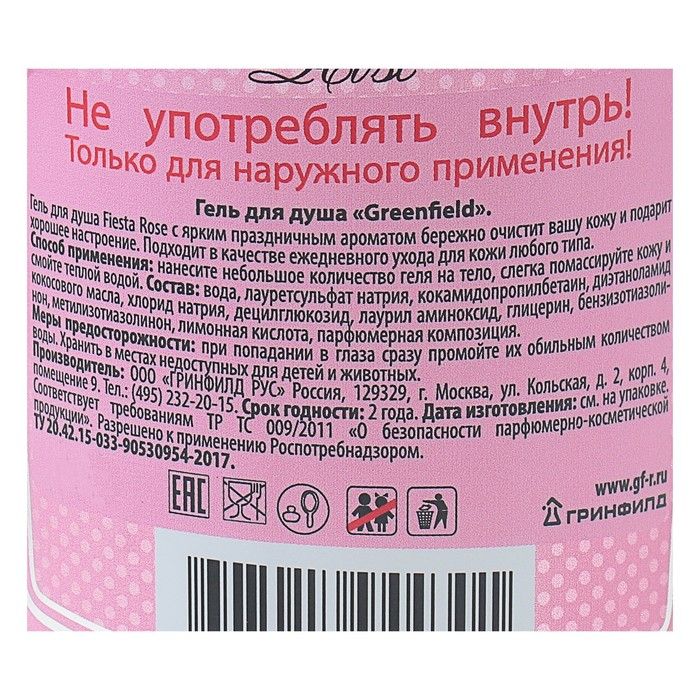 Rose
Не употреблять внутрь!
Только для наружного применения!
Гель для душа «Greenfield».
Гель для душа Fiesta Rose с ярким праздничным ароматом бережно очистит вашу кожу и подарит
хорошее настроение. Подходит в качестве ежедневного ухода для кожи любого типа.
Способ применения: нанесите небольшое количество геля на тело, слегка помассируйте кожу и
смойте теплой водой. Состав: вода, лауретсульфат натрия, кокамидопропилбетаин, диэтаноламид
кокосового масла, хлорид натрия, децилглюкозид, лаурил аминоксид, глицерин, бензизотиазоли-
нон, метилизотиазолинон, лимонная кислота, парфюмерная композиция.
Меры предосторожности: при попадании в глаза сразу промойте их обильным количеством
воды. Хранить в местах недоступных для детей и животных.
Производитель: ООО «ГРИНФИЛД РУС» Россия, 129329, г. Москва, ул. Кольская, д. 2, корп. 4,
помещение 9. Тел.: (495) 232-20-15. Срок годности: 2 года. Дата изготовления: см. на упаковке.
Соответствует требованиям ТР ТС 009/2011 «О безопасности парфюмерно-косметической
продукции». Разрешено к применению Роспотребнадзором.
ТУ 20.42.15-033-90530954-2017.
EAC
www.gf-r.ru
ГРИНФИЛД